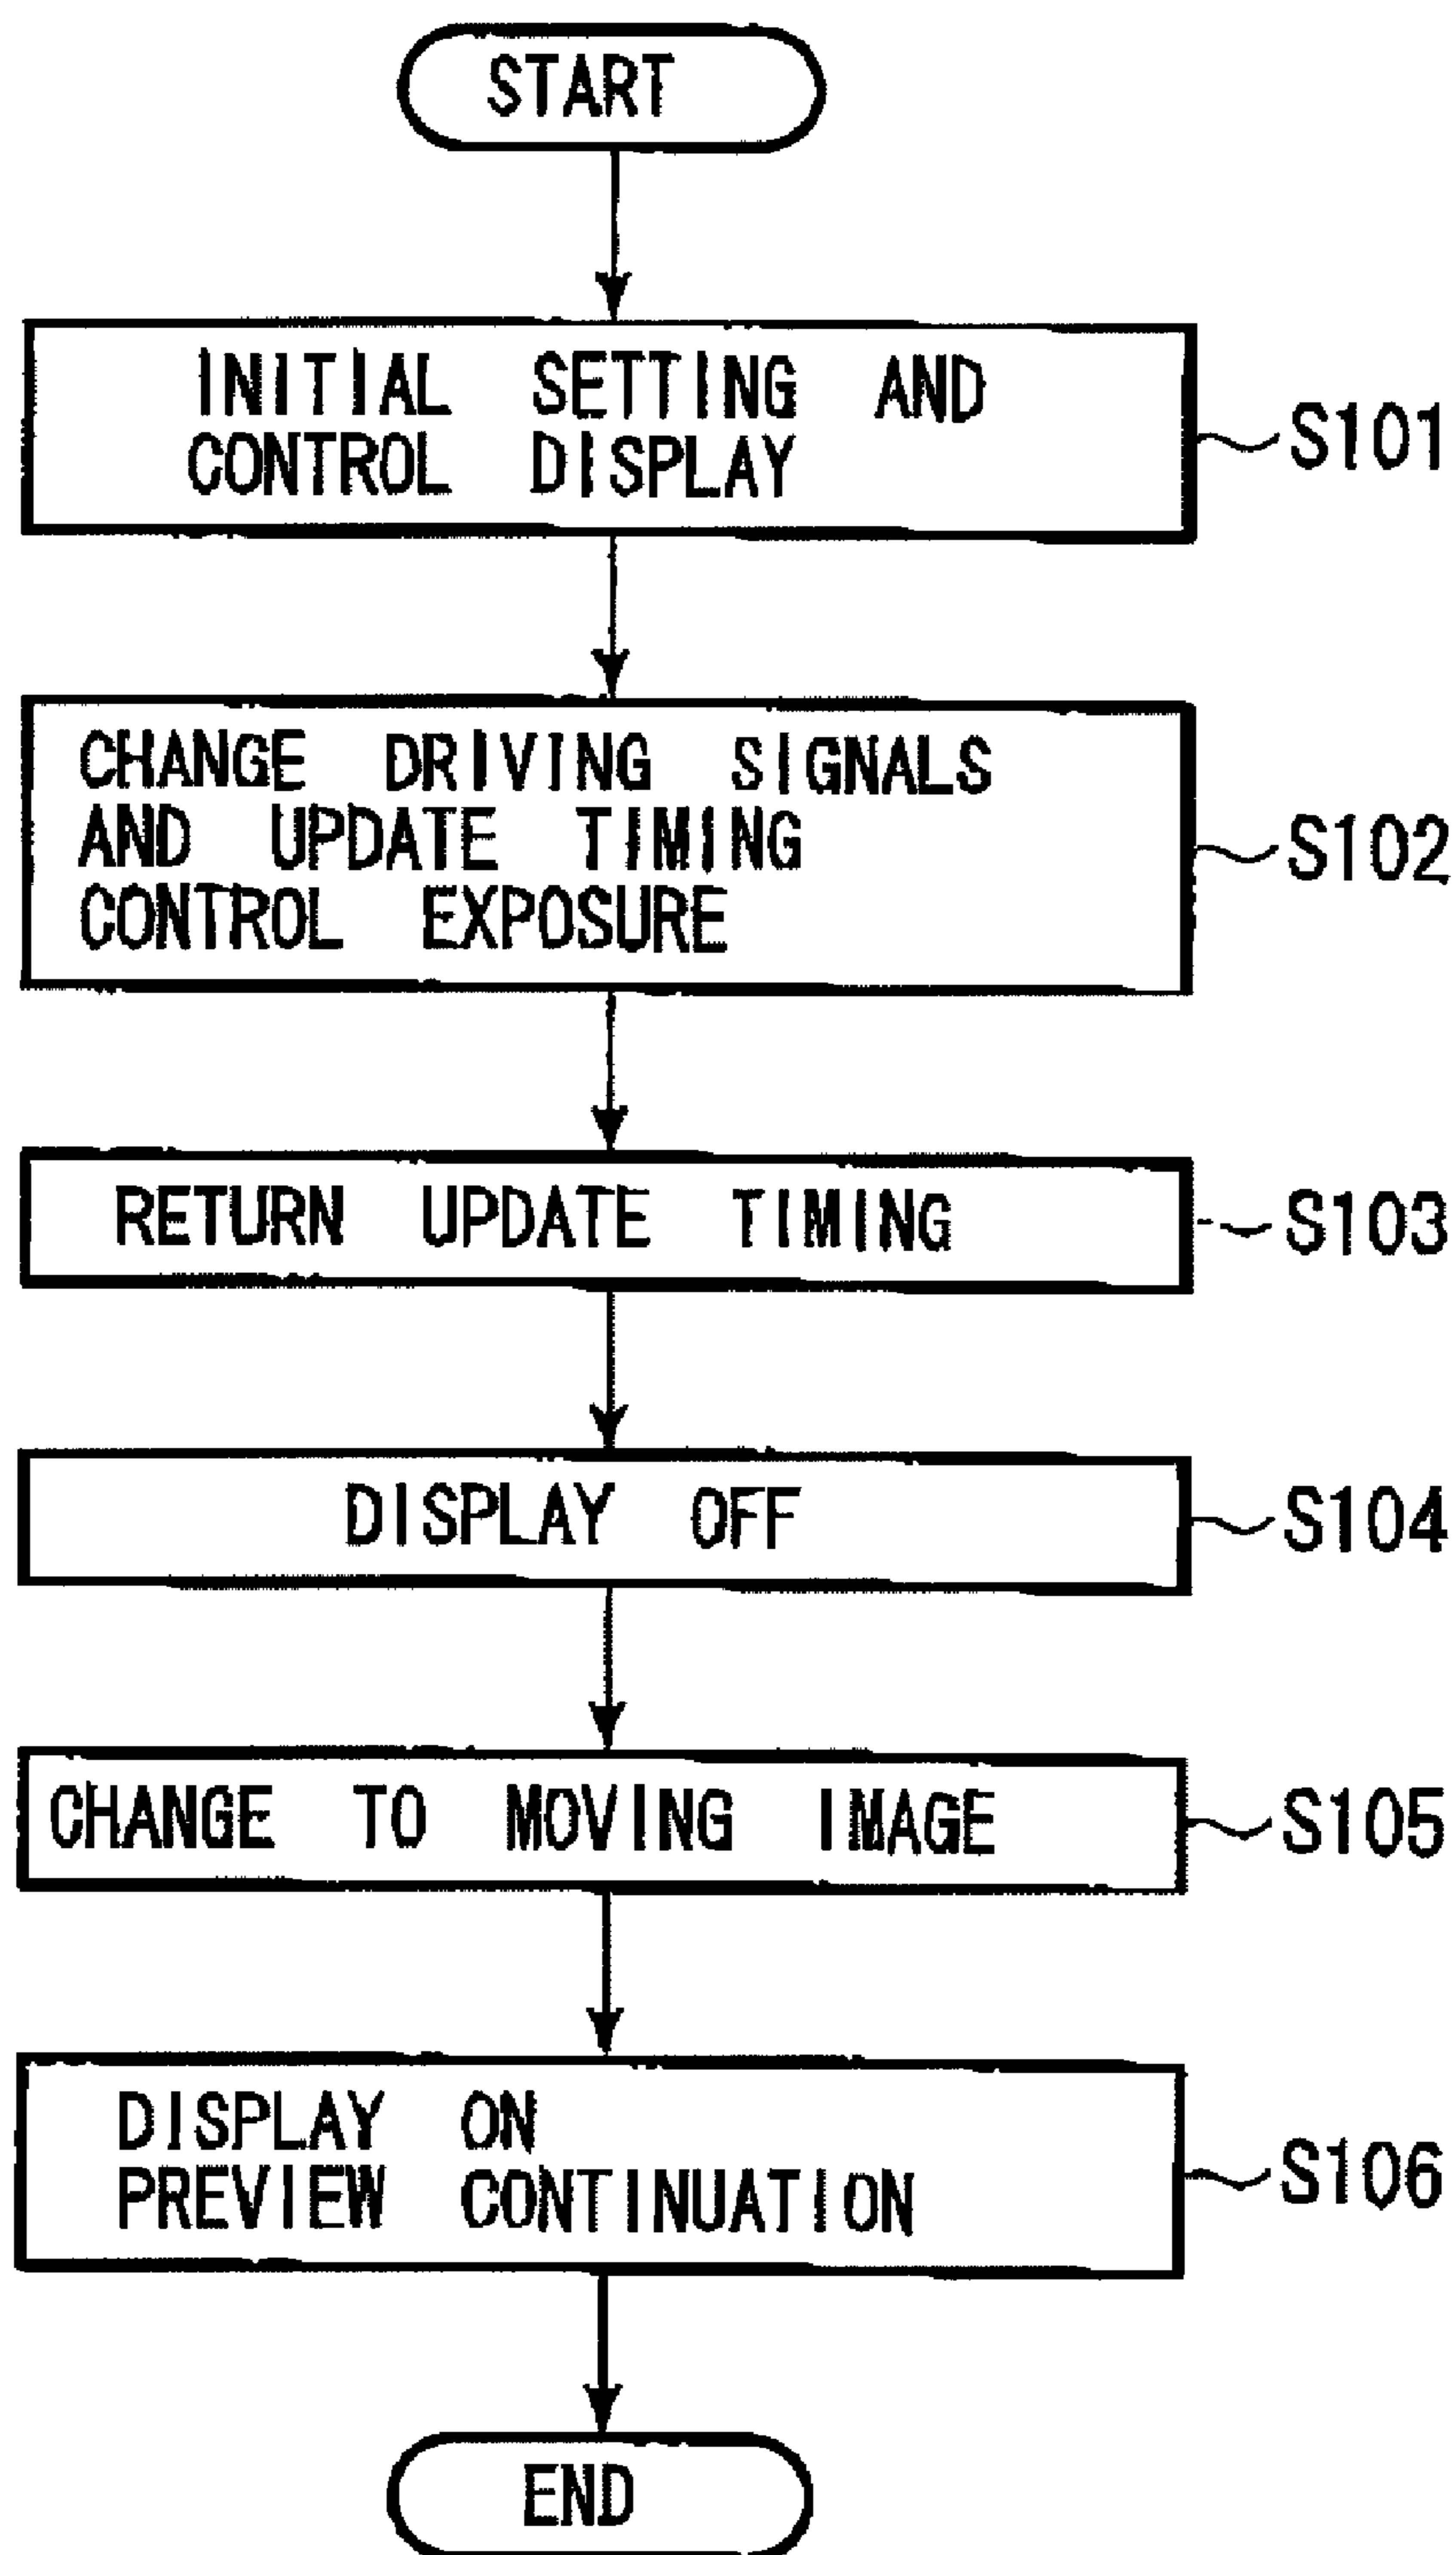 START
INITIAL SETTING AND
CONTROL DISPLAY
S101
CHANGE DRIVING SIGNALS
AND UPDATE TIMING
CONTROL EXPOSURE
S102
RETURN UPDATE TIMING
S103
DISPLAY OFF
S104
CHANGE TO MOVING IMAGE
S105
DISPLAY ON
PREVIEW CONTINUATION
S106
END